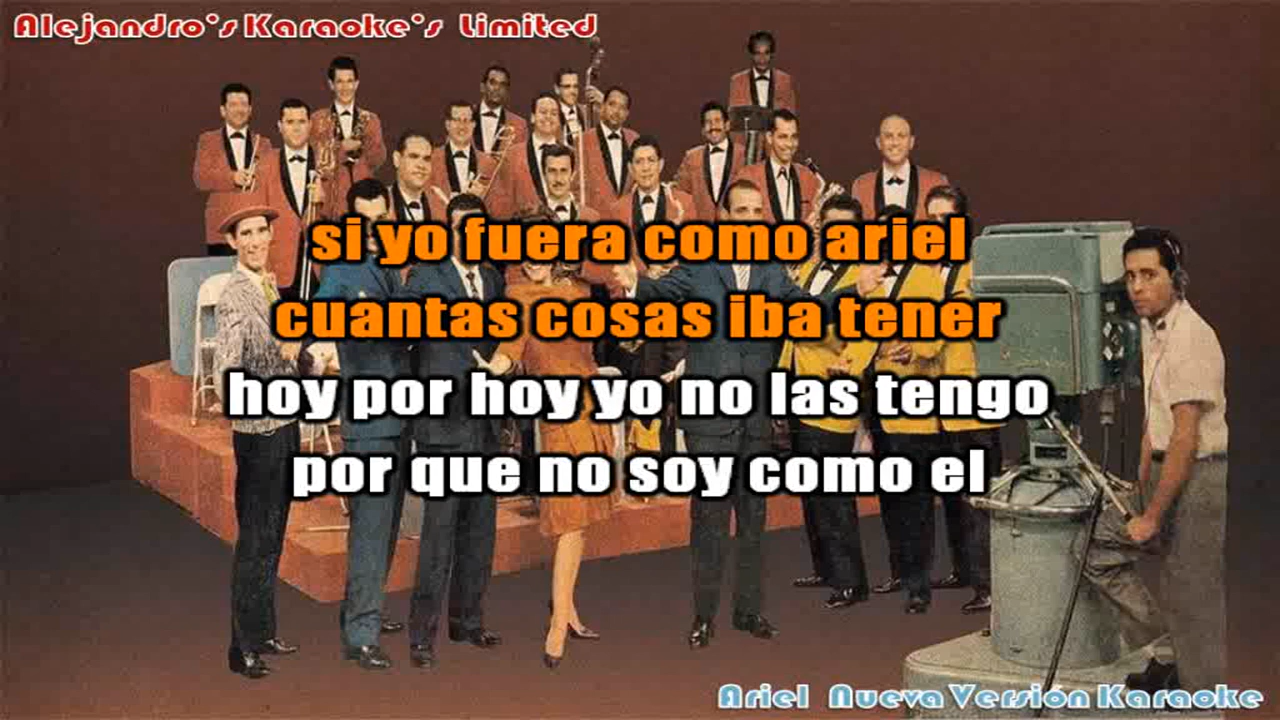 Alejandro's Karaoke's Limited
si yo fuera como ariel
cuantas cosas iba tener
hoy por hoy yo no las tengo
por que no soy como el
Ariel Nueva Versión Karaoke